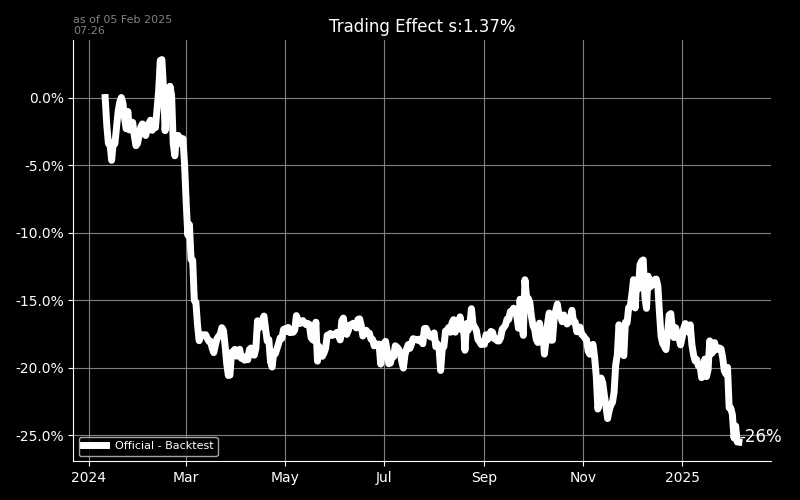 as of 05 Feb 2025
07:26
Trading Effect s:1.37%
0.0%
-5.0%
-10.0%
-15.0%
-20.0%
-25.0%
Official - Backtest
-26%
2024
Mar
May
Jul
Sep
Nov
2025